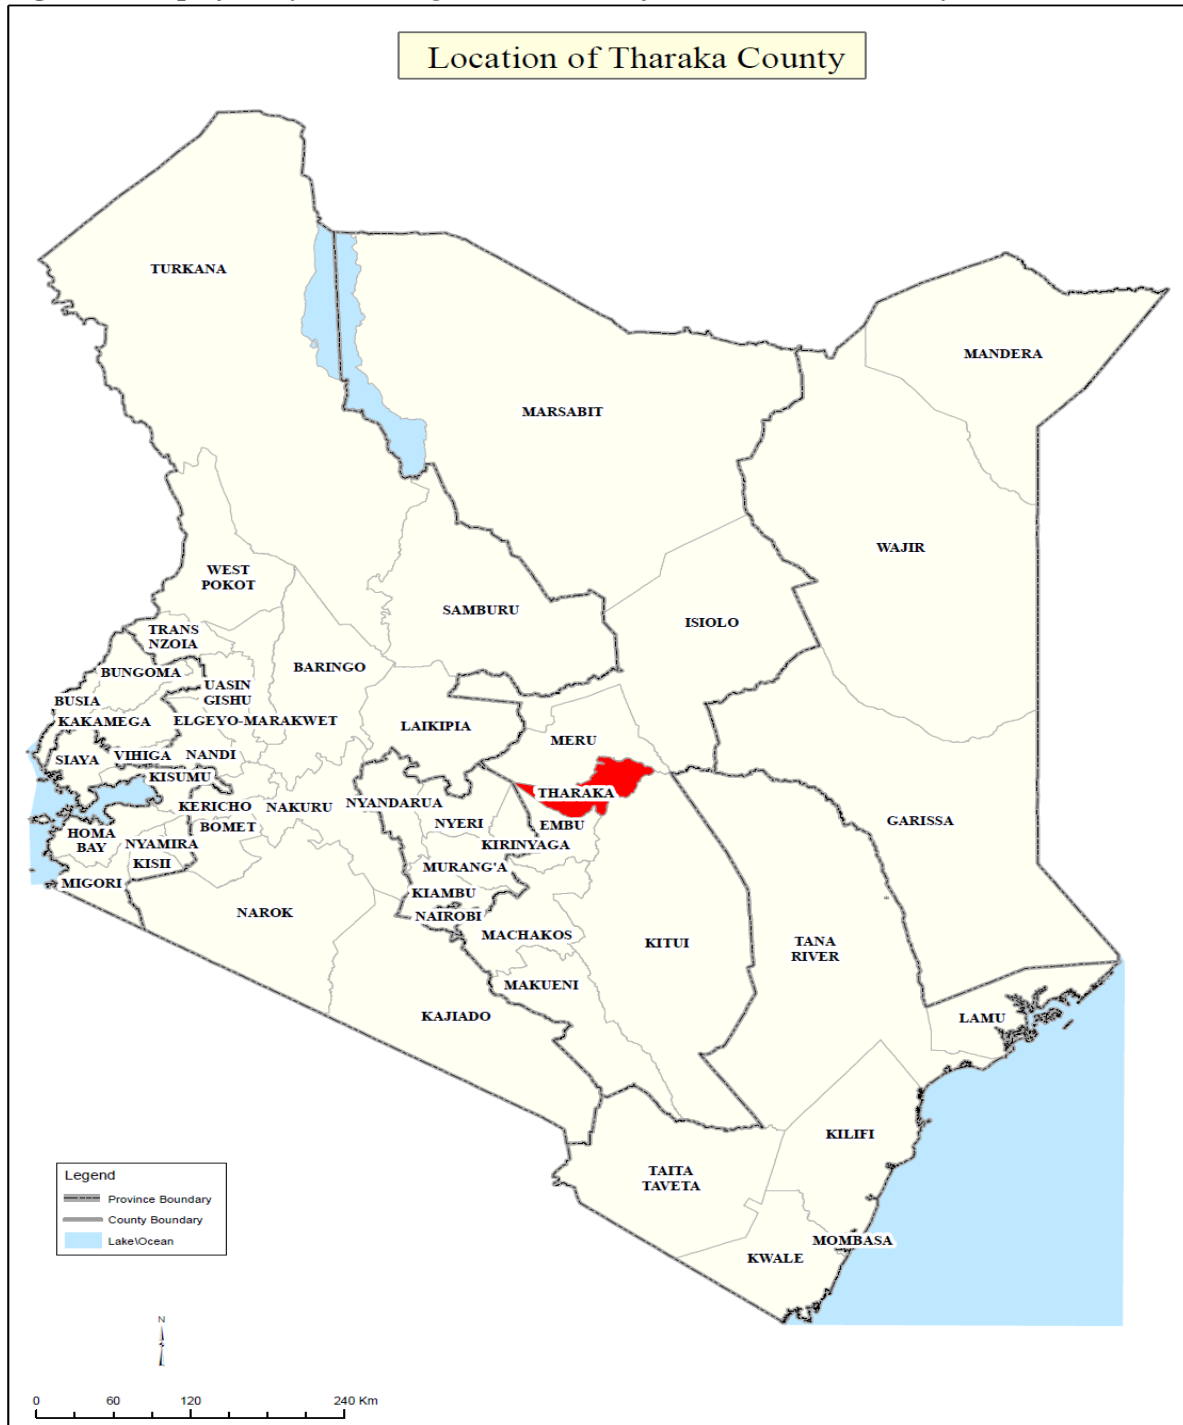 Location of Tharaka County
TURKANA
MANDERA
MARSABIT
WAJIR
WEST
POKOT
SAMBURU
ISIOLO
TRANS
NZOIA
BARINGO
BUNGOMA
UASIN
GISHU
BUSIA
KAKAMEGA
ELGEYO-MARAKWET
LAIKIPIA
MERU
SIAYA
VIHIGA
NANDI
KISUMU
THARAKA
KERICHO
NAKURU
NYANDARUA
GARISSA
BOMET
NYERI
EMBU
HOMA
BAY
NYAMIRA
KIRINYAGA
KISII
MURANG'A
MIGORI
KIAMBU
NAROK
NAIROBI
MACHAKOS
KITUI
TANA
RIVER
MAKUENI
KAJIADO
LAMU
KILIFI
TAITA
TAVETA
MOMBASA
KWALE
Legend
Province Boundary
County Boundary
Lake\Ocean
N
0 60 120 240 Km